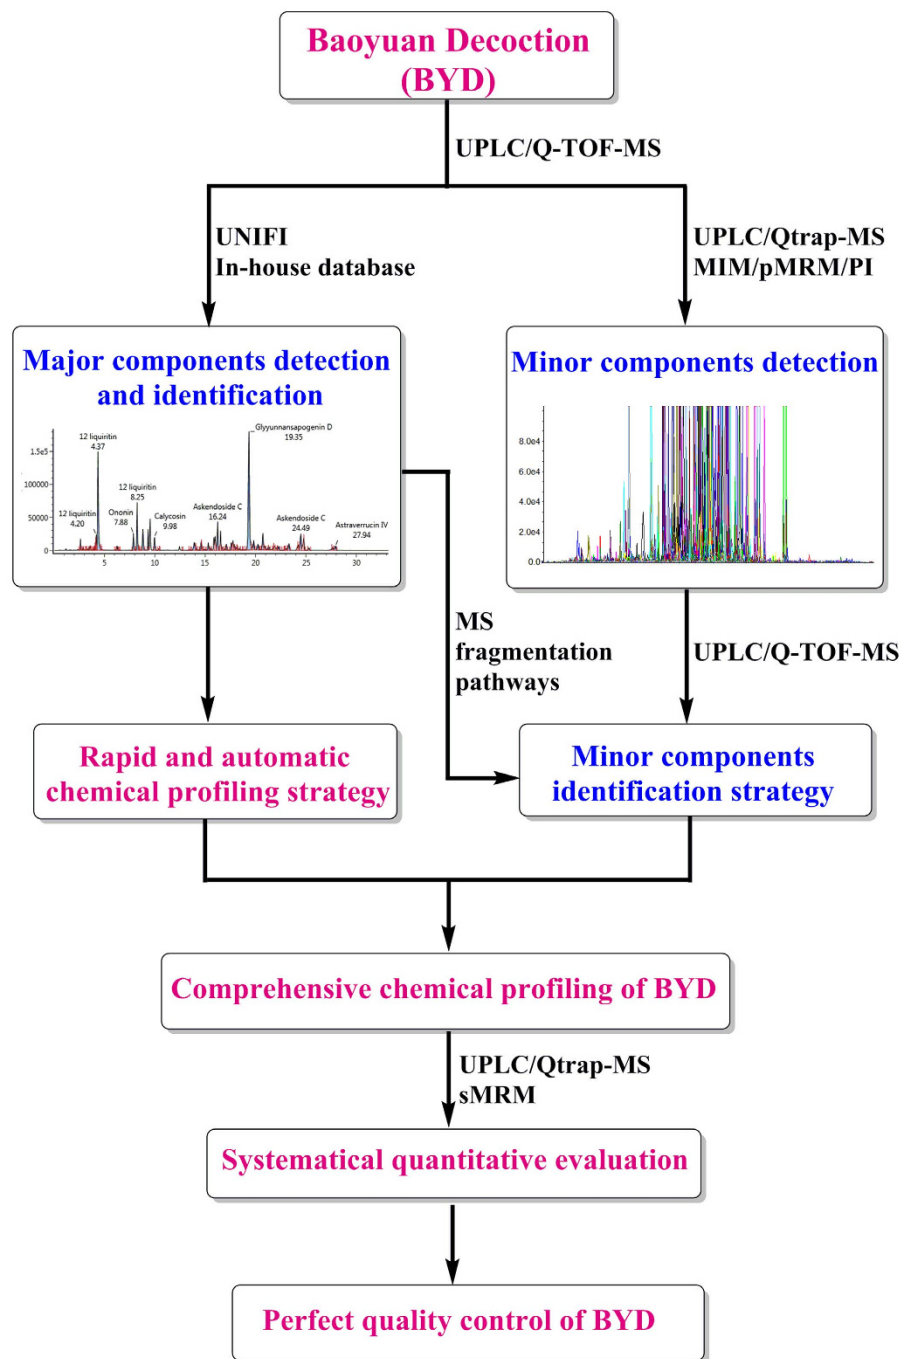 Baoyuan Decoction
(BYD)
UPLC/Q-TOF-MS
UNIFI
In-house database
UPLC/Qtrap-MS
MIM/pMRM/PI
Major components detection
and identification
Glyyunnansapogenin D
19.35
12 liquiritin
4.37
1.5e5
100000
50000
0
12 liquiritin
8.25
12 liquiritin
4.20
Ononin
7.88
Calycosin
9.98
Askendoside C
16.24
Askendoside C
24.49
Astraverrucin IV
27.94
5
10
15
20
25
30
Minor components detection
8.0e4
6.0e4
4.0e4
2.0e4
0.0
MS
fragmentation
pathways
UPLC/Q-TOF-MS
Rapid and automatic
chemical profiling strategy
Minor components
identification strategy
Comprehensive chemical profiling of BYD
UPLC/Qtrap-MS
sMRM
Systematical quantitative evaluation
Perfect quality control of BYD